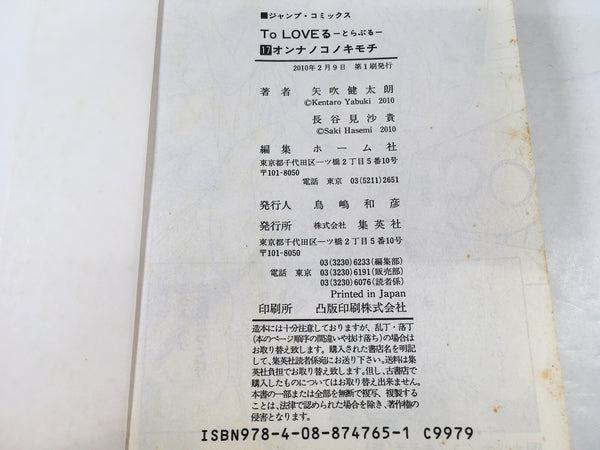 ■ジャンプ・コミックス
To LOVEる ーとらぶるー
17オンナノコノキモチ
2010年2月9日 第1刷発行
著者 矢吹健太朗
©Kentaro Yabuki 2010
長谷見沙貴
©Saki Hasemi 2010
編集 ホーム社
東京都千代田区一ツ橋2丁目5番10号
〒101-8050
電話 東京 03(5211)2651
発行人 鳥嶋和彦
発行所 株式会社 集英社
東京都千代田区一ツ橋2丁目5番10号
〒101-8050
03(3230)6233(編集部)
電話 東京 03(3230)6191(販売部)
03(3230)6076(読者係)
Printed in Japan
印刷所 凸版印刷株式会社
造本には十分注意しておりますが、乱丁・落丁
(本のページ順序の間違いや抜け落ち)の場合は
お取り替え致します。購入された書店名を明記
して、集英社読者係宛にお送り下さい。送料は集
英社負担でお取り替え致します。但し、古書店で
購入したものについてはお取り替え出来ません。
本書の一部または全部を無断で複写、複製する
ことは、法律で認められた場合を除き、著作権の
侵害となります。
ISBN978-4-08-874765-1 C9979